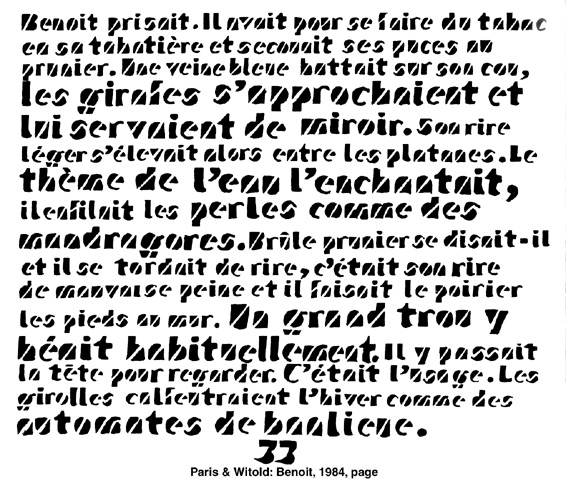 Benoit prisait. Il avait pour se faire du tabac
en sa tabatière et secouait ses puces au
prunier. Une veine bleue battait sur son cou,
les girafes s'approchaient et
lui servaient de miroir. Son rire
léger s'élevait alors entre les platanes. Le
thème de l'eau l'enchantait,
il enfilait les perles comme des
mandragores. Brûle prunier se disait-il
et il se tordait de rire, c'était son rire
de mauvaise peine et il faisait le poirier
les pieds au mur. Un grand trou y
béait habituellement. Il y passait
la tête pour regarder. C'était l'usage. Les
girolles calfeutraient l'hiver comme des
automates de banlieue.
33
Paris & Witold: Benoit, 1984, page